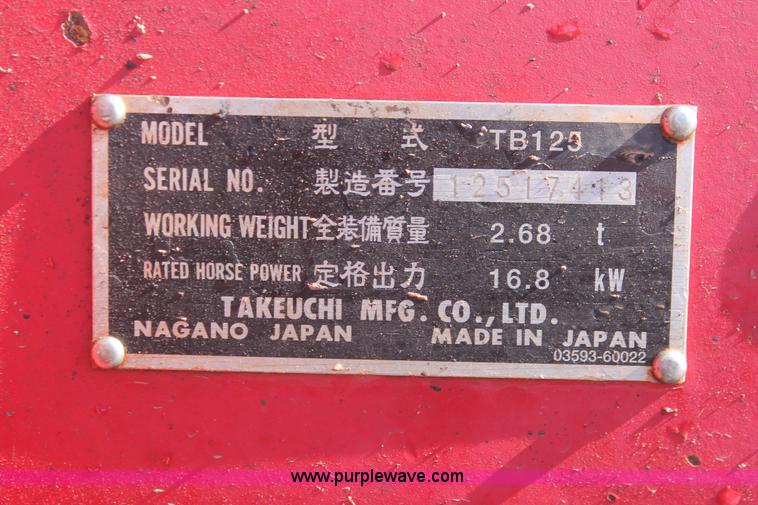 MODEL 型式 TB125
SERIAL NO. 製造番号 12517413
WORKING WEIGHT 全装備質量 2.68 t
RATED HORSE POWER 定格出力 16.8 kW
TAKEUCHI MFG. CO., LTD.
NAGANO JAPAN MADE IN JAPAN
03593-60022
www.purplewave.com